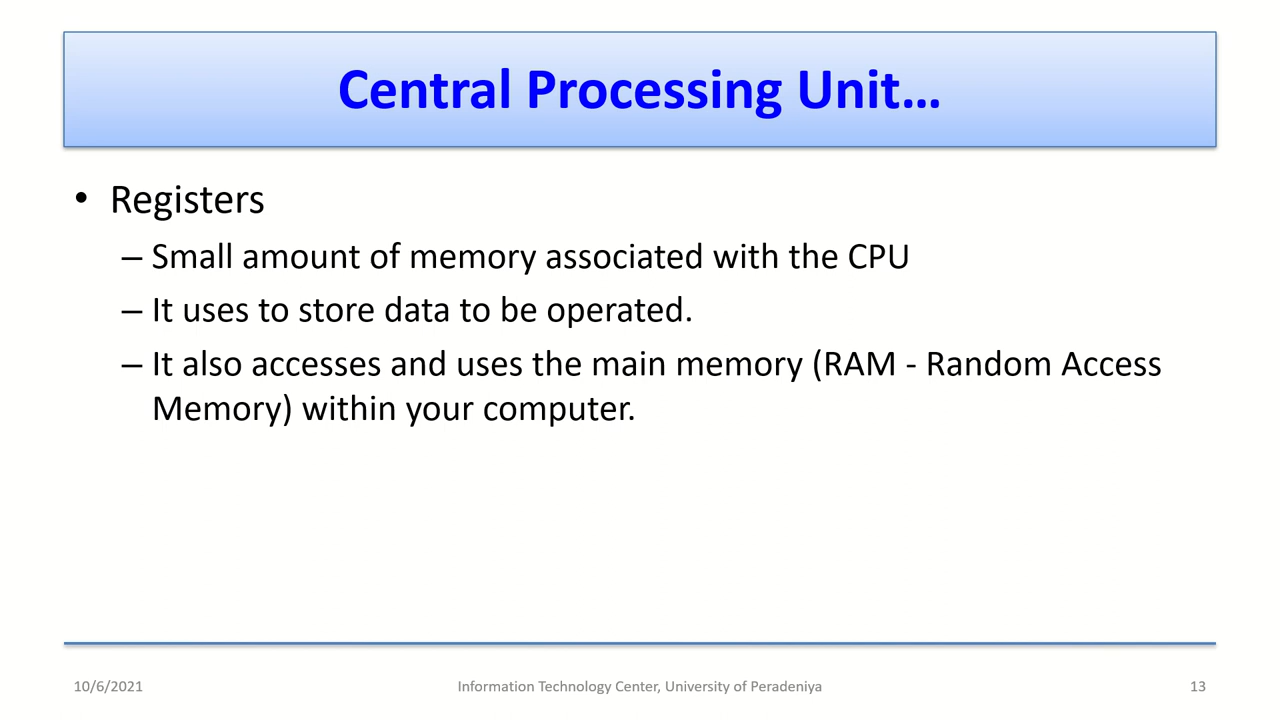 Central Processing Unit...
• Registers
– Small amount of memory associated with the CPU
– It uses to store data to be operated.
– It also accesses and uses the main memory (RAM - Random Access
Memory) within your computer.
10/6/2021
Information Technology Center, University of Peradeniya
13